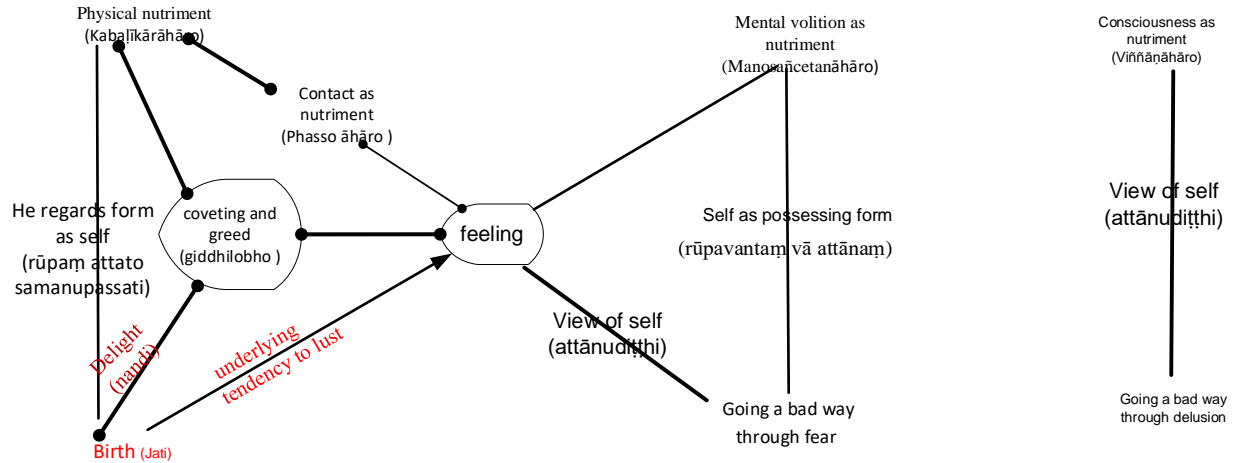 Physical nutriment
(Kabaḷīkārāhāro)
Mental volition as
nutriment
(Manosañcetanāhāro)
Consciousness as
nutriment
(Viññāṇāhāro)
Contact as
nutriment
(Phasso āhāro )
He regards form
as self
(rūpaṃ attato
samanupassati)
coveting and
greed
(giddhilobho )
feeling
Self as possessing form
(rūpavantaṃ vā attānaṃ)
View of self
(attānudiṭṭhi)
Delight
(nandi)
underlying
tendency to lust
View of self
(attānudiṭṭhi)
Birth (Jati)
Going a bad way
through fear
Going a bad way
through delusion